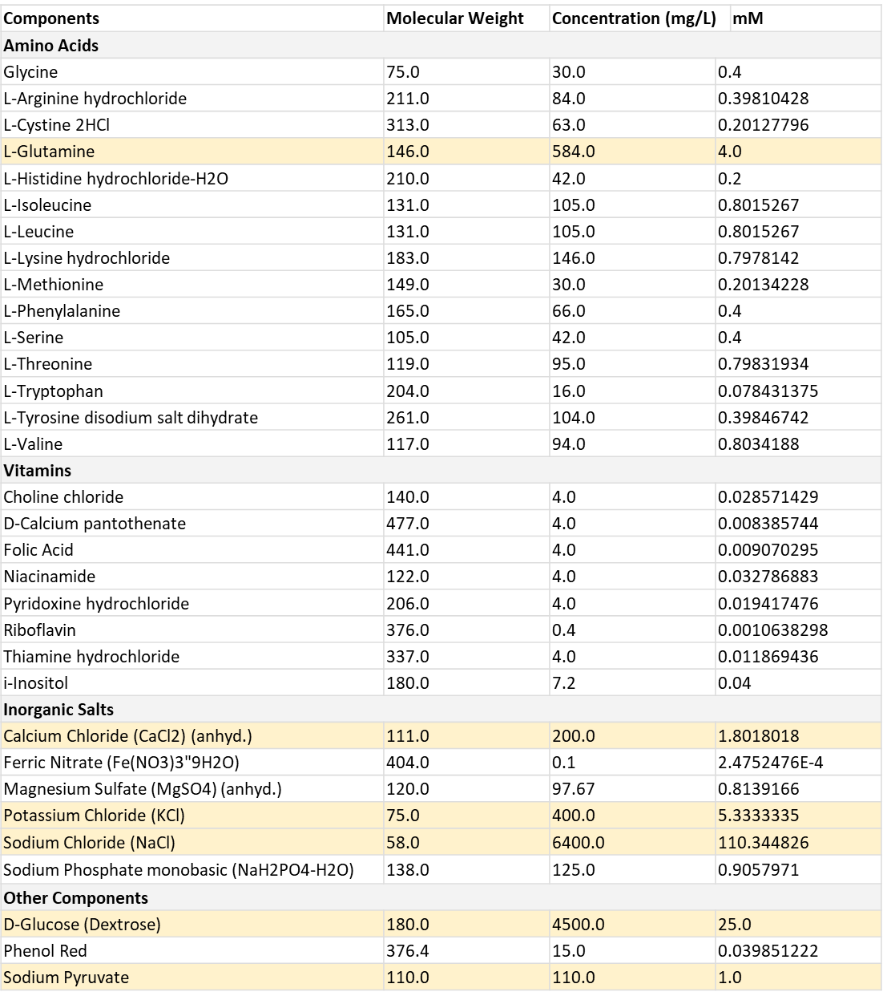 Components Molecular Weight Concentration (mg/L) mM
Amino Acids
Glycine 75.0 30.0 0.4
L-Arginine hydrochloride 211.0 84.0 0.39810428
L-Cystine 2HCl 313.0 63.0 0.20127796
L-Glutamine 146.0 584.0 4.0
L-Histidine hydrochloride-H2O 210.0 42.0 0.2
L-Isoleucine 131.0 105.0 0.8015267
L-Leucine 131.0 105.0 0.8015267
L-Lysine hydrochloride 183.0 146.0 0.7978142
L-Methionine 149.0 30.0 0.20134228
L-Phenylalanine 165.0 66.0 0.4
L-Serine 105.0 42.0 0.4
L-Threonine 119.0 95.0 0.79831934
L-Tryptophan 204.0 16.0 0.078431375
L-Tyrosine disodium salt dihydrate 261.0 104.0 0.39846742
L-Valine 117.0 94.0 0.8034188
Vitamins
Choline chloride 140.0 4.0 0.028571429
D-Calcium pantothenate 477.0 4.0 0.008385744
Folic Acid 441.0 4.0 0.009070295
Niacinamide 122.0 4.0 0.032786883
Pyridoxine hydrochloride 206.0 4.0 0.019417476
Riboflavin 376.0 0.4 0.0010638298
Thiamine hydrochloride 337.0 4.0 0.011869436
i-Inositol 180.0 7.2 0.04
Inorganic Salts
Calcium Chloride (CaCl2) (anhyd.) 111.0 200.0 1.8018018
Ferric Nitrate (Fe(NO3)3"9H2O) 404.0 0.1 2.4752476E-4
Magnesium Sulfate (MgSO4) (anhyd.) 120.0 97.67 0.8139166
Potassium Chloride (KCl) 75.0 400.0 5.3333335
Sodium Chloride (NaCl) 58.0 6400.0 110.344826
Sodium Phosphate monobasic (NaH2PO4-H2O) 138.0 125.0 0.9057971
Other Components
D-Glucose (Dextrose) 180.0 4500.0 25.0
Phenol Red 376.4 15.0 0.039851222
Sodium Pyruvate 110.0 110.0 1.0